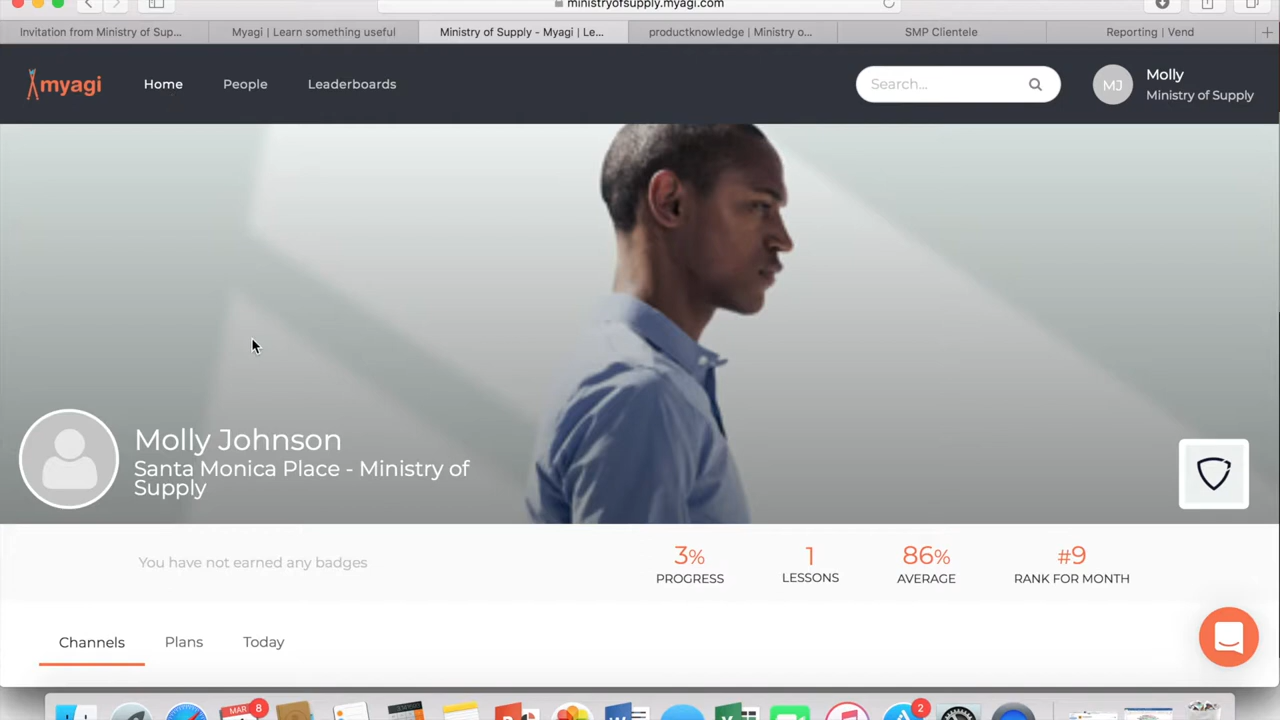 ministryofsupply.myagi.com
Invitation from Ministry of Sup...
Myagi | Learn something useful
Ministry of Supply - Myagi | Le...
productknowledge | Ministry o...
SMP Clientele
Reporting | Vend
myagi
Home
People
Leaderboards
Search...
MJ
Molly
Ministry of Supply
Molly Johnson
Santa Monica Place - Ministry of
Supply
You have not earned any badges
3%
PROGRESS
1
LESSONS
86%
AVERAGE
#9
RANK FOR MONTH
Channels
Plans
Today
MAR
8
2